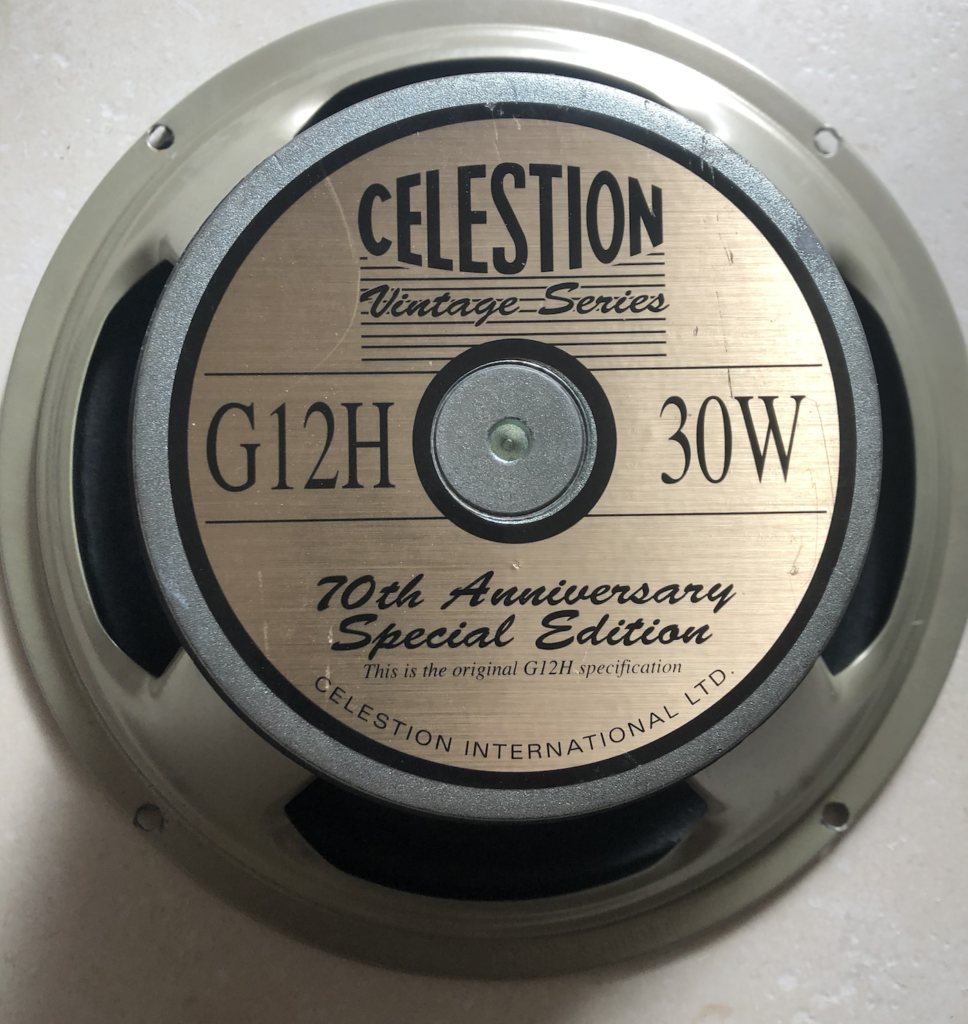 CELESTION
Vintage Series
G12H 30W
70th Anniversary
Special Edition
This is the original G12H specification
CELESTION INTERNATIONAL LTD.